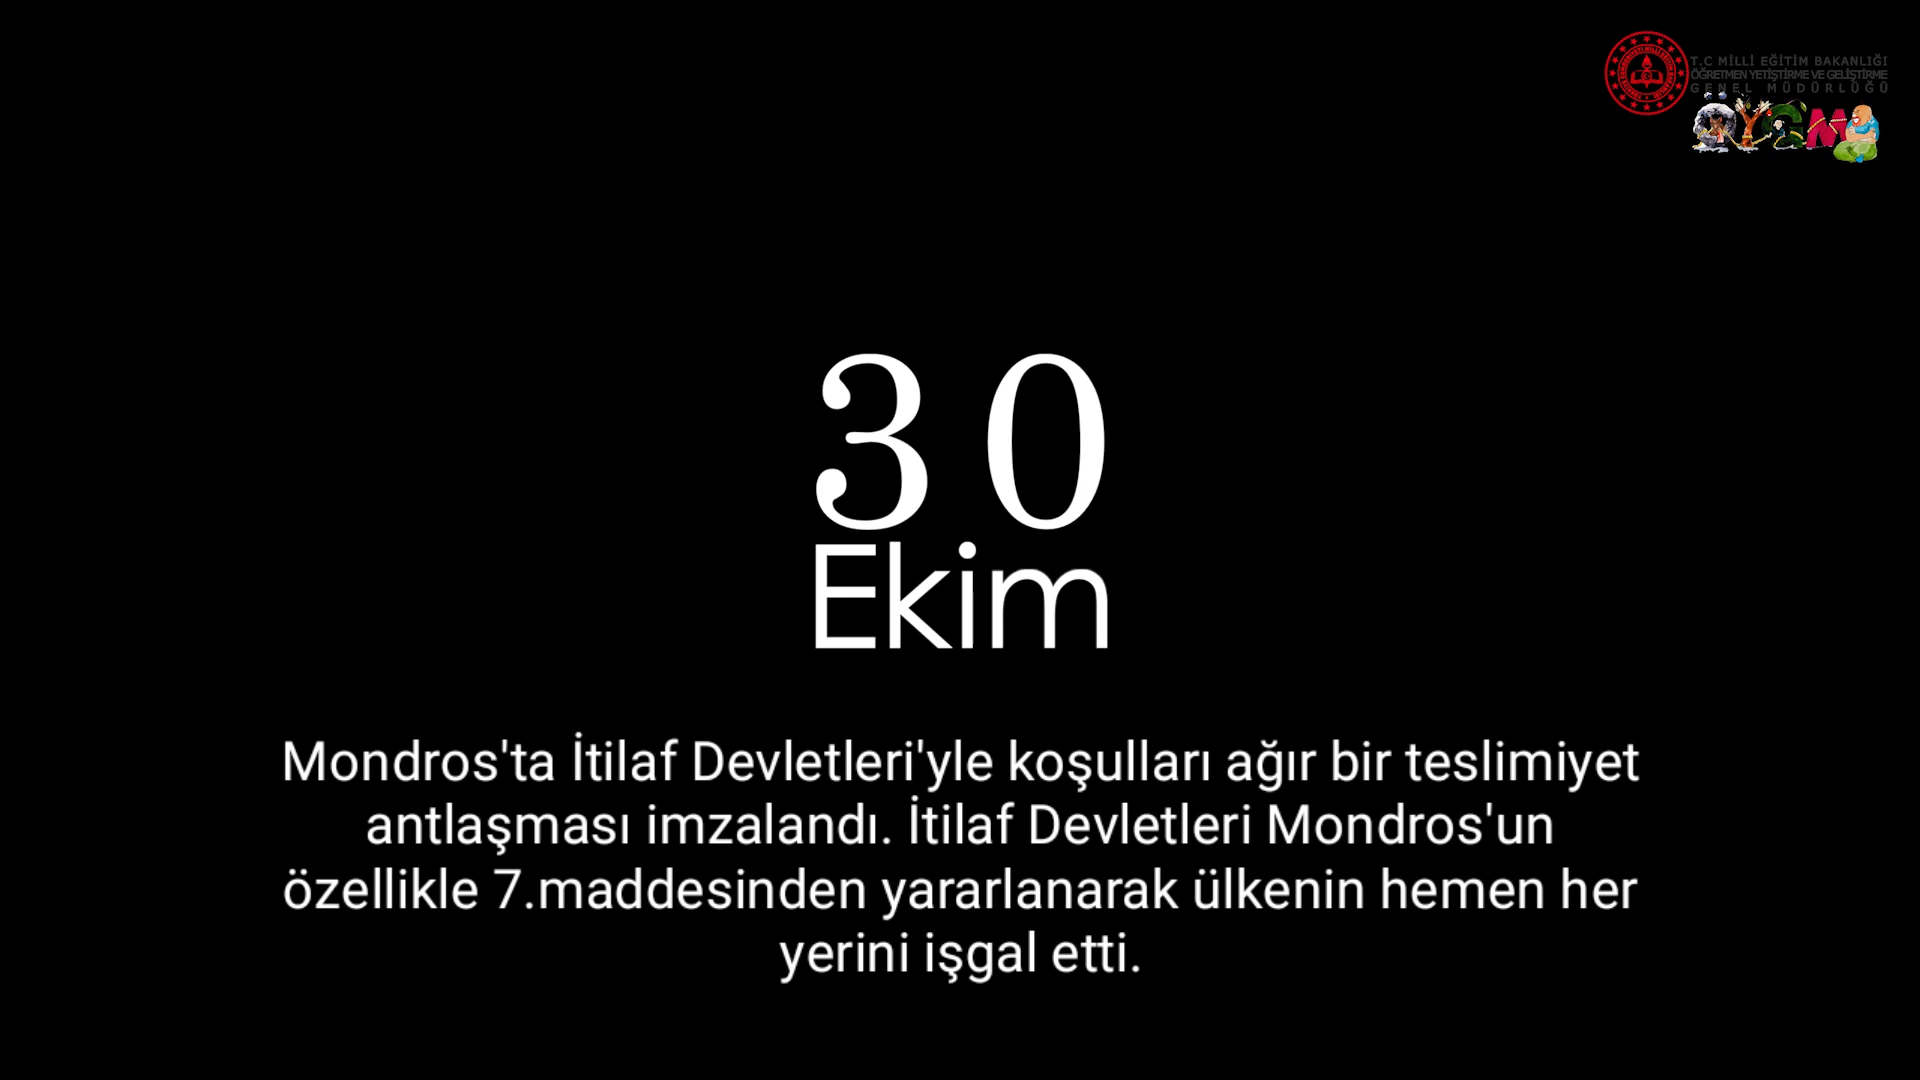 T.C MİLLİ EĞİTİM BAKANLIĞI
ÖĞRETMEN YETİŞTİRME VE GELİŞTİRME
GENEL MÜDÜRLÜĞÜ
ÖYGM
30
Ekim
Mondros'ta İtilaf Devletleri'yle koşulları ağır bir teslimiyet
antlaşması imzalandı. İtilaf Devletleri Mondros'un
özellikle 7.maddesinden yararlanarak ülkenin hemen her
yerini işgal etti.